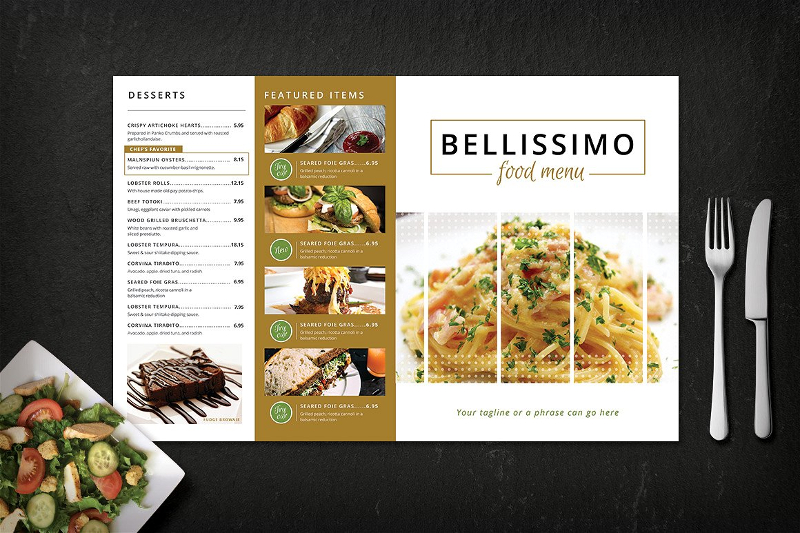 DESSERTS
CRISPY ARTICHOKE HEARTS 5.95
Prepared in Panko Crumbs and served with roasted
garlic hollandaise.
CHEF'S FAVORITE
MALNSPIUN OYSTERS 8.15
Served raw with cucumber-basil mignonette.
LOBSTER ROLLS 12.15
With house made old bay potato chips.
BEEF TOTOKI 7.95
Unagi, eggplant caviar with pickled carrots.
WOOD GRILLED BRUSCHETTA 9.95
White beans with roasted garlic and
sliced proscuitto.
LOBSTER TEMPURA 18.15
Sweet & sour shiitake dipping sauce.
CORVINA TIRADITO 7.95
Avocado, apple, dried tuna, and radish.
SEARED FOIE GRAS 6.95
Grilled peach, ricotta cannoli in a
balsamic reduction
LOBSTER TEMPURA 7.95
Sweet & sour shiitake dipping sauce.
CORVINA TIRADITO 6.95
Avocado, apple, dried tuna, and radish.
FUDGE BROWNIE
FEATURED ITEMS
Try
SEARED FOIE GRAS......6.95
Grilled peach, ricotta cannoli in a
balsamic reduction
New
SEARED FOIE GRAS......6.95
Grilled peach, ricotta cannoli in a
balsamic reduction
Try
SEARED FOIE GRAS......6.95
Grilled peach, ricotta cannoli in a
balsamic reduction
Try
SEARED FOIE GRAS......6.95
Grilled peach, ricotta cannoli in a
balsamic reduction
BELLISSIMO
food menu
Your tagline or a phrase can go here